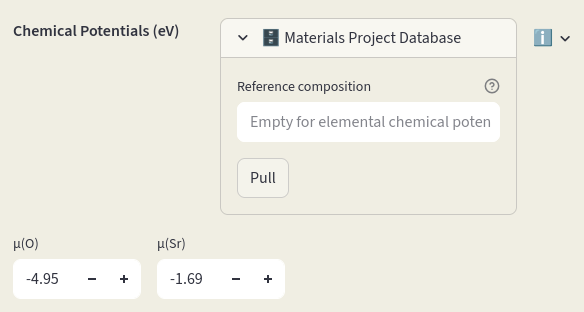 Chemical Potentials (eV)
Materials Project Database
Reference composition
Empty for elemental chemical poten
Pull
μ(O)
μ(Sr)
-4.95
-1.69